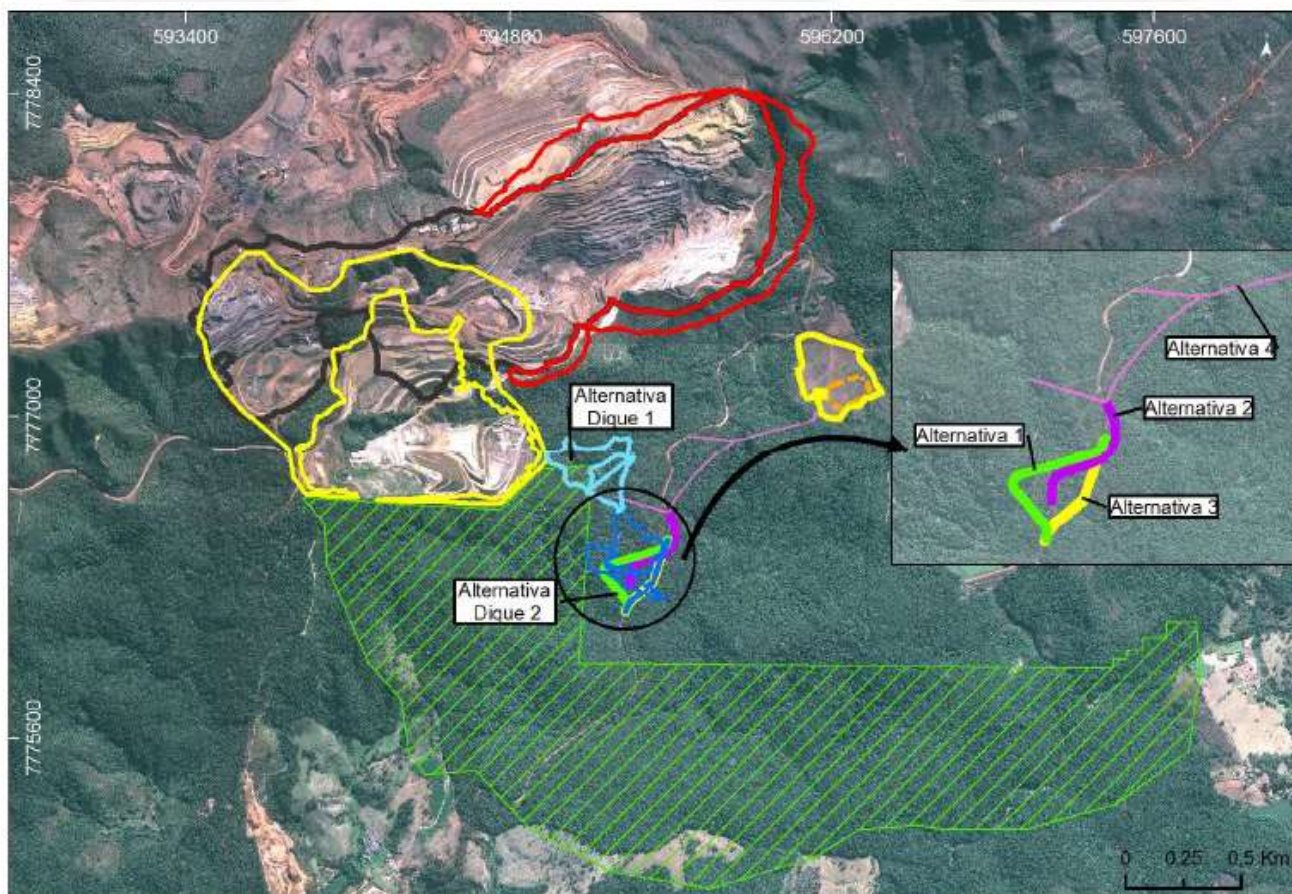 593400
594800
596200
597600
7778400
7777000
7775600
Alternativa
Dique 1
Alternativa
Dique 2
Alternativa 4
Alternativa 2
Alternativa 1
Alternativa 3
0 0,25 0,5 Km